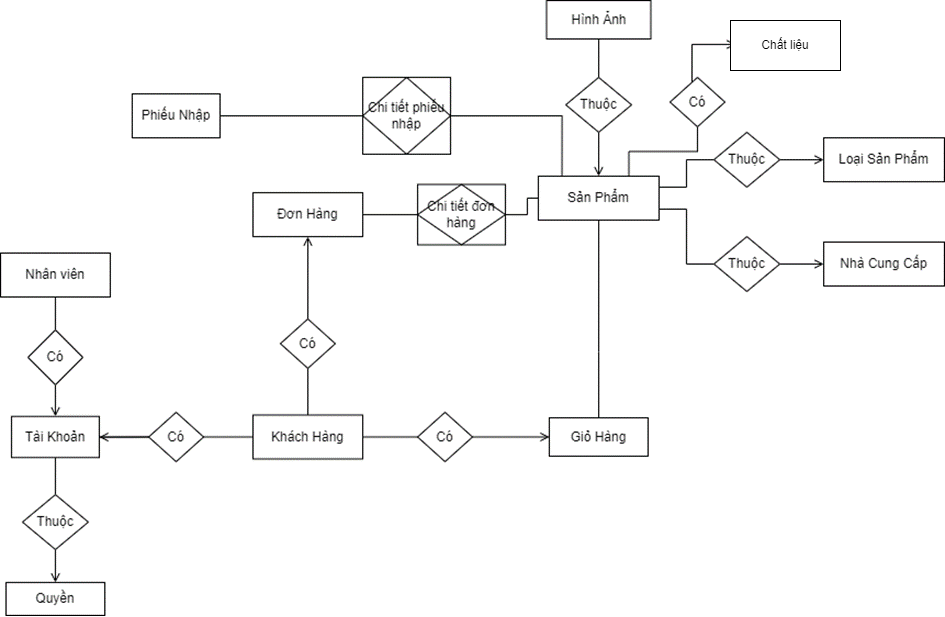 Hình Ảnh
Chất liệu
Phiếu Nhập
Chi tiết phiếu
nhập
Thuộc
Có
Thuộc
Loại Sản Phẩm
Sản Phẩm
Đơn Hàng
Chi tiết đơn
hàng
Thuộc
Nhà Cung Cấp
Nhân viên
Có
Có
Tài Khoản
Có
Khách Hàng
Có
Giỏ Hàng
Thuộc
Quyền